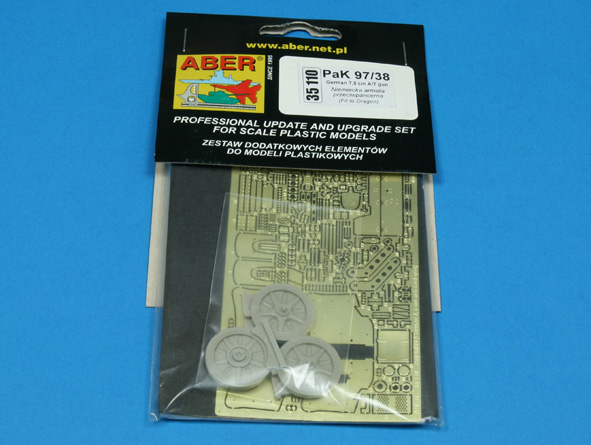 www.aber.net.pl
ABER®
SINCE 1995
35 110
PaK 97/38
German 7,5 cm A/T gun
Niemiecka armata
przeciwpancerna
(Fit to Dragon)
PROFESSIONAL UPDATE AND UPGRADE SET
FOR SCALE PLASTIC MODELS
ZESTAW DODATKOWYCH ELEMENTÓW
DO MODELI PLASTIKOWYCH